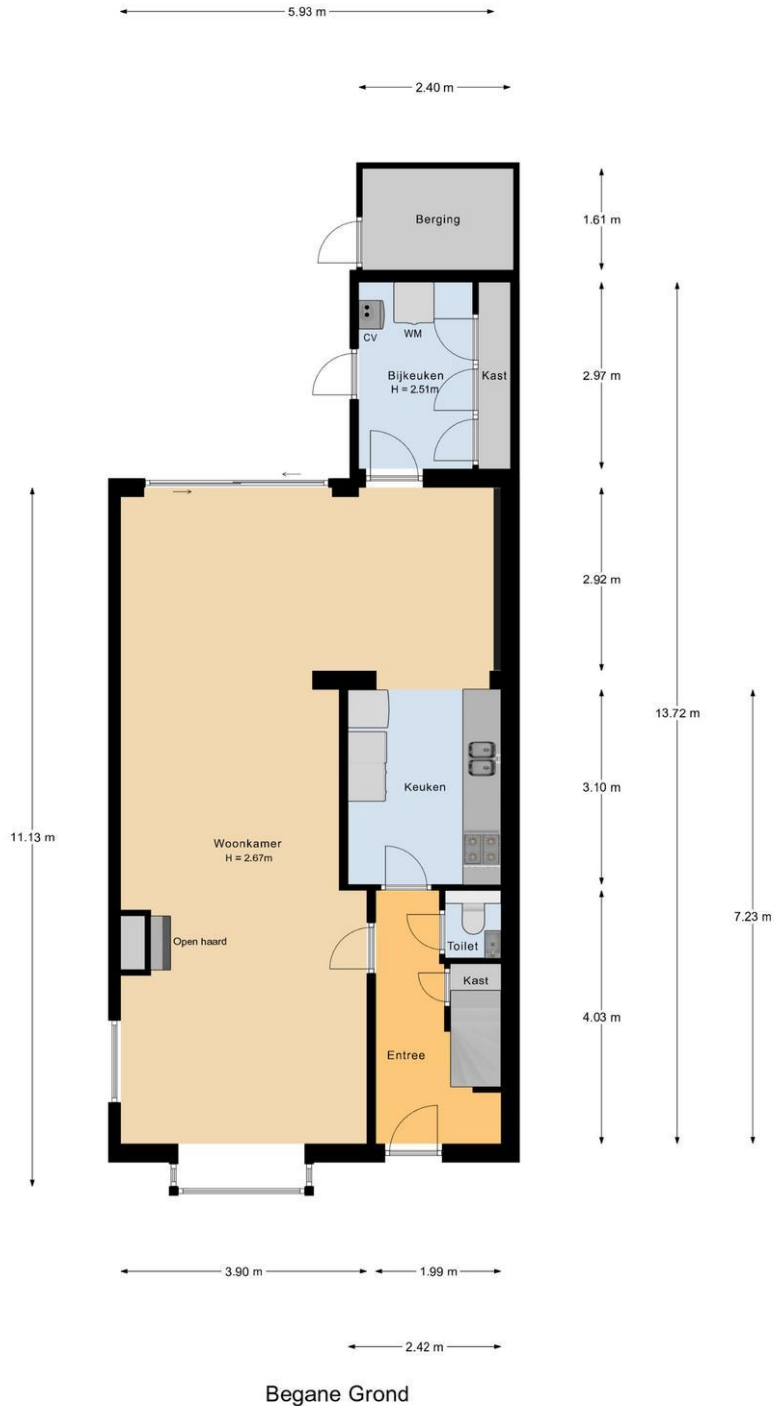 5.93 m
2.40 m
Berging
1.61 m
CV
WM
Bijkeuken
H = 2.51m
Kast
2.97 m
2.92 m
13.72 m
Keuken
3.10 m
11.13 m
Woonkamer
H = 2.67m
7.23 m
Open haard
Toilet
Kast
4.03 m
Entree
3.90 m
1.99 m
2.42 m
Begane Grond